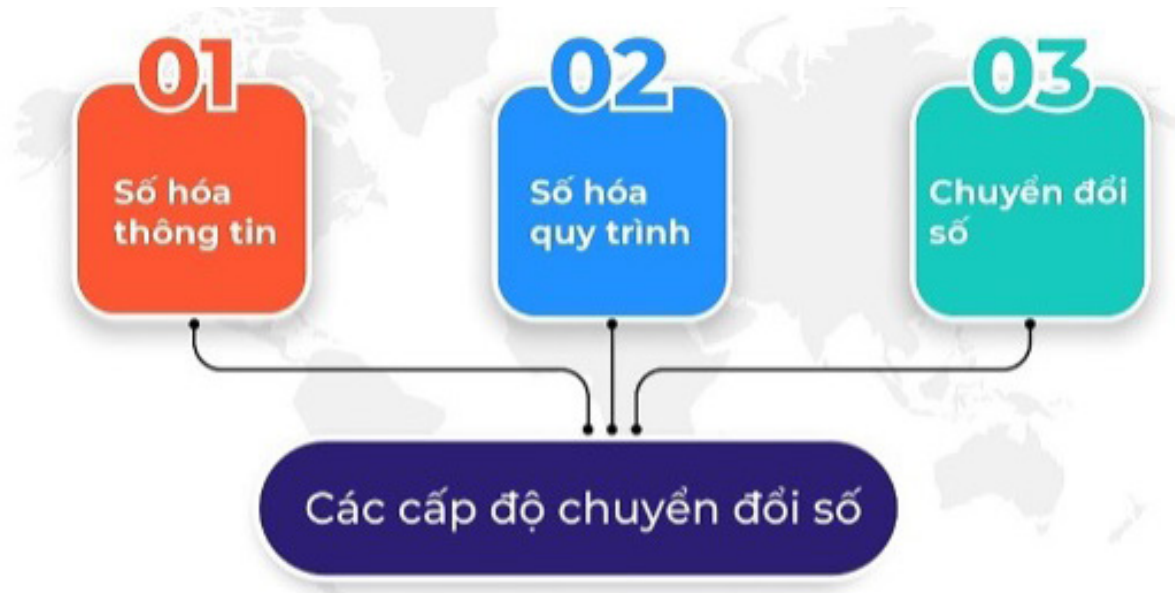 01
Số hóa
thông tin
02
Số hóa
quy trình
03
Chuyển đổi
số
Các cấp độ chuyển đổi số